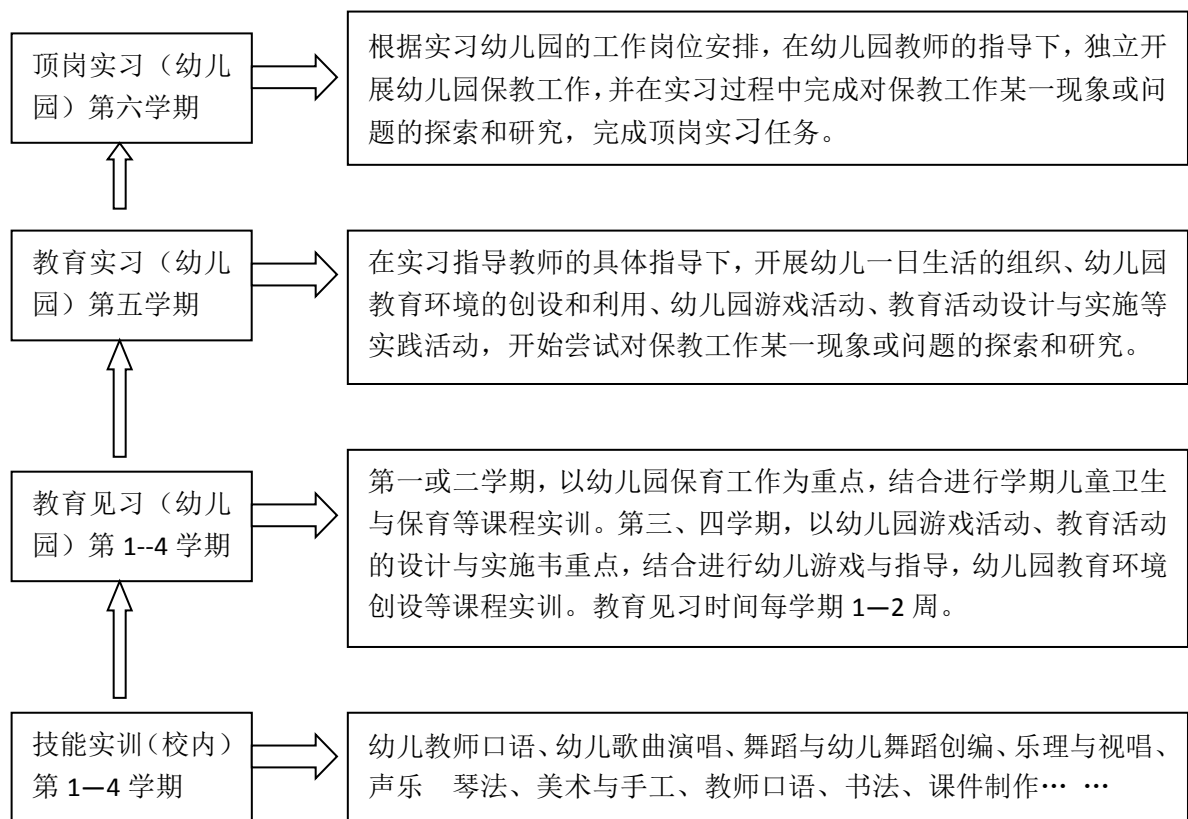 顶岗实习（幼儿
园）第六学期
根据实习幼儿园的工作岗位安排，在幼儿园教师的指导下，独立开
展幼儿园保教工作，并在实习过程中完成对保教工作某一现象或问
题的探索和研究，完成顶岗实习任务。
教育实习（幼儿
园）第五学期
在实习指导教师的具体指导下，开展幼儿一日生活的组织、幼儿园
教育环境的创设和利用、幼儿园游戏活动、教育活动设计与实施等
实践活动，开始尝试对保教工作某一现象或问题的探索和研究。
教育见习（幼儿
园）第 1--4 学期
第一或二学期，以幼儿园保育工作为重点，结合进行学期儿童卫生
与保育等课程实训。第三、四学期，以幼儿园游戏活动、教育活动
的设计与实施韦重点，结合进行幼儿游戏与指导，幼儿园教育环境
创设等课程实训。教育见习时间每学期 1—2 周。
技能实训（校内）
第 1—4 学期
幼儿教师口语、幼儿歌曲演唱、舞蹈与幼儿舞蹈创编、乐理与视唱、
声乐　琴法、美术与手工、教师口语、书法、课件制作… …